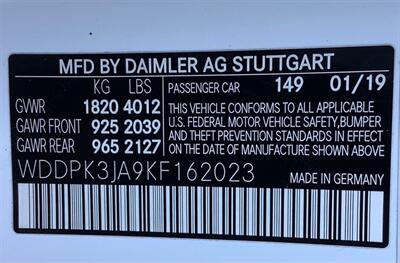 MFD BY DAIMLER AG STUTTGART
KG LBS
GVWR 1820 4012
GAWR FRONT 925 2039
GAWR REAR 965 2127
PASSENGER CAR 149 01/19
THIS VEHICLE CONFORMS TO ALL APPLICABLE
U.S. FEDERAL MOTOR VEHICLE SAFETY,BUMPER
AND THEFT PREVENTION STANDARDS IN EFFECT
ON THE DATE OF MANUFACTURE SHOWN ABOVE
WDDPK3JA9KF162023
MADE IN GERMANY